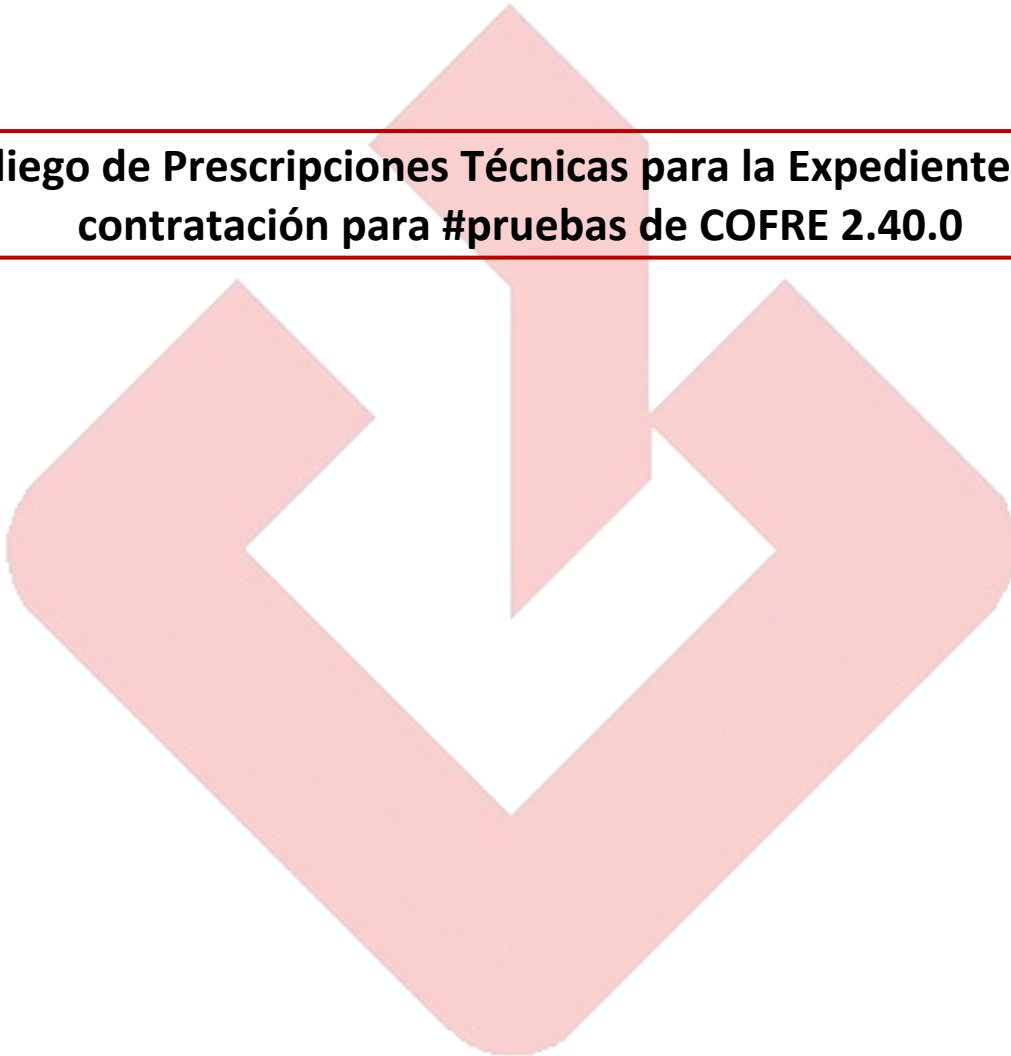 liego de Prescripciones Técnicas para la Expediente
contratación para #pruebas de COFRE 2.40.0